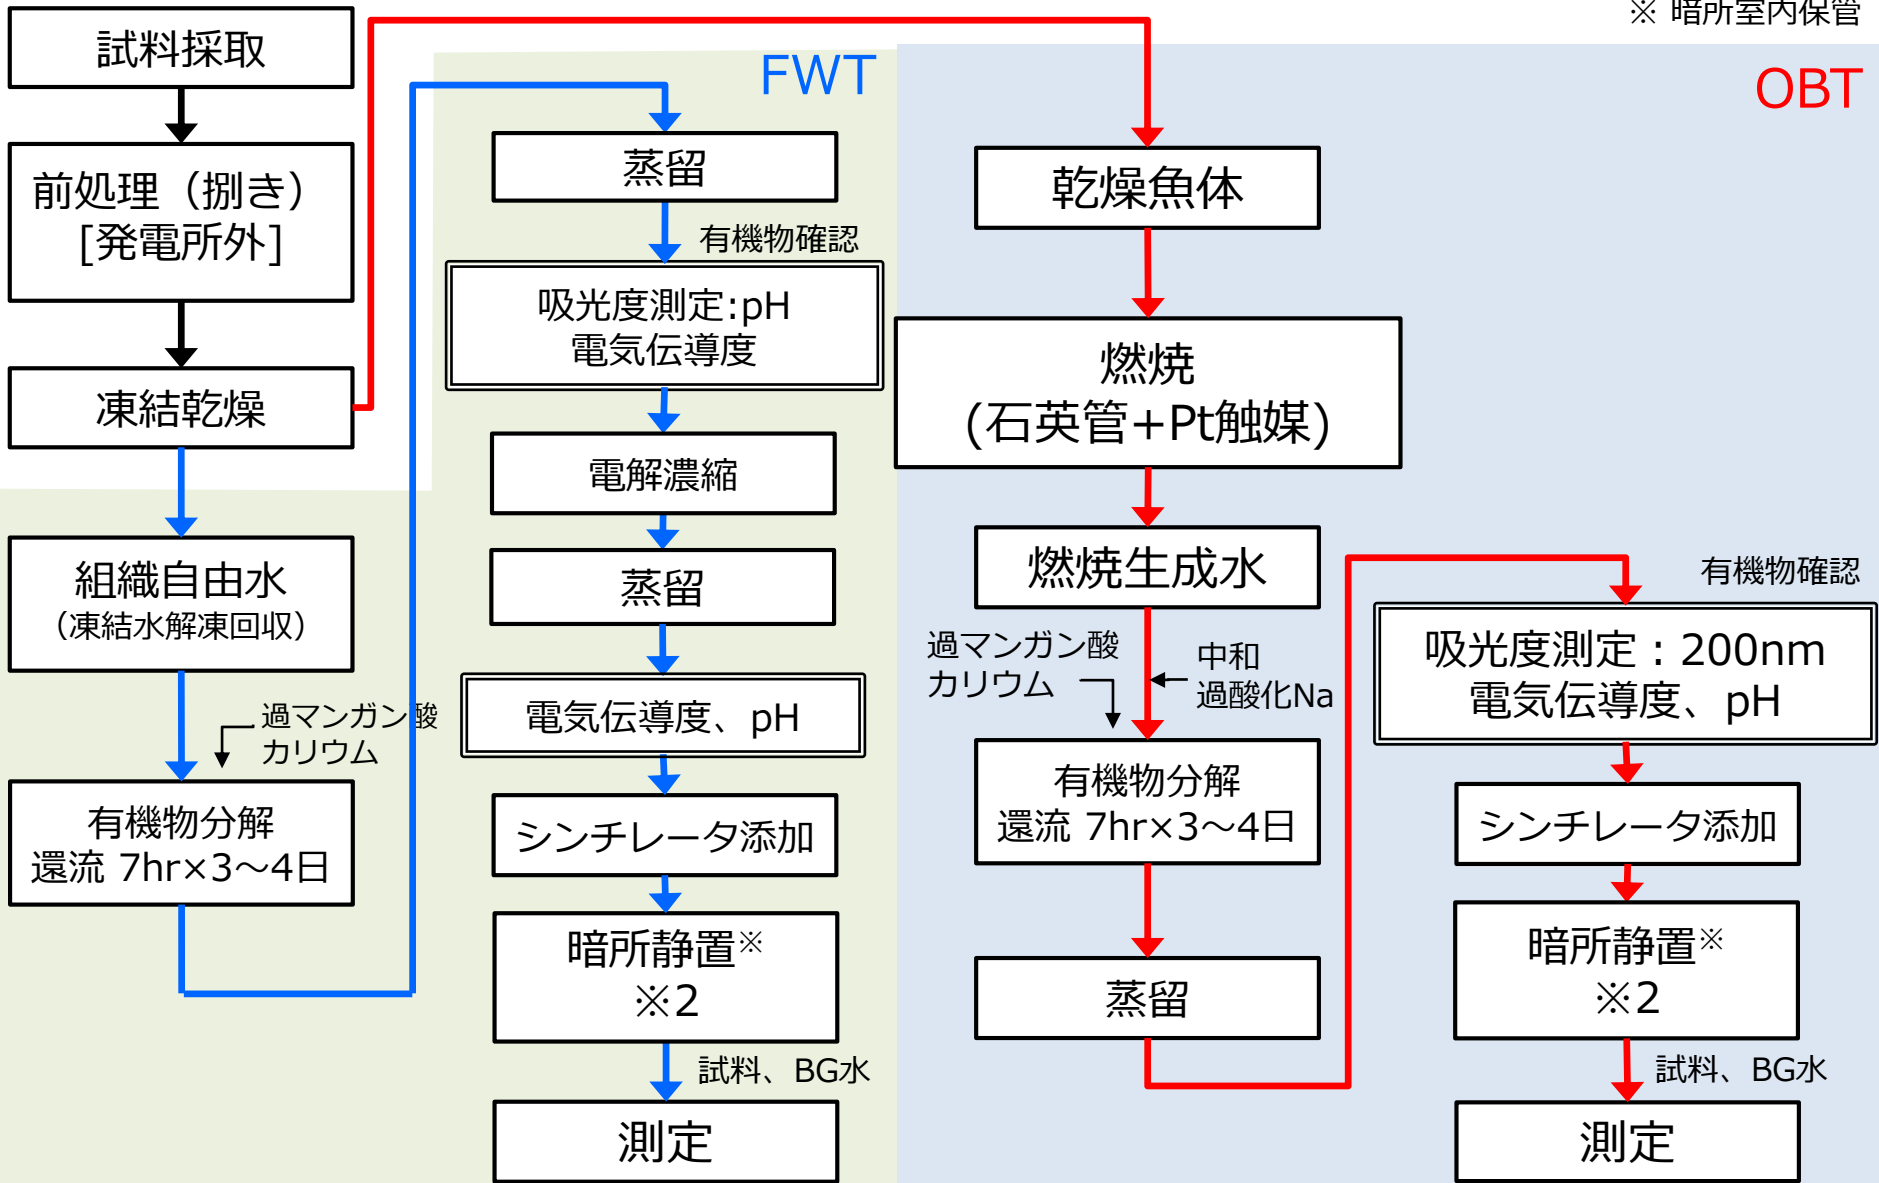 ※ 暗所室内保管
試料採取
前処理（捌き）
[発電所外]
凍結乾燥
組織自由水
（凍結水解凍回収）
過マンガン酸
カリウム
有機物分解
還流 7hr×3～4日
FWT
蒸留
有機物確認
吸光度測定:pH
電気伝導度
電解濃縮
蒸留
電気伝導度、pH
シンチレータ添加
暗所静置※
※2
試料、BG水
測定
OBT
乾燥魚体
燃焼
(石英管+Pt触媒)
燃焼生成水
過マンガン酸
カリウム
中和
過酸化Na
有機物分解
還流 7hr×3～4日
蒸留
有機物確認
吸光度測定：200nm
電気伝導度、pH
シンチレータ添加
暗所静置※
※2
試料、BG水
測定